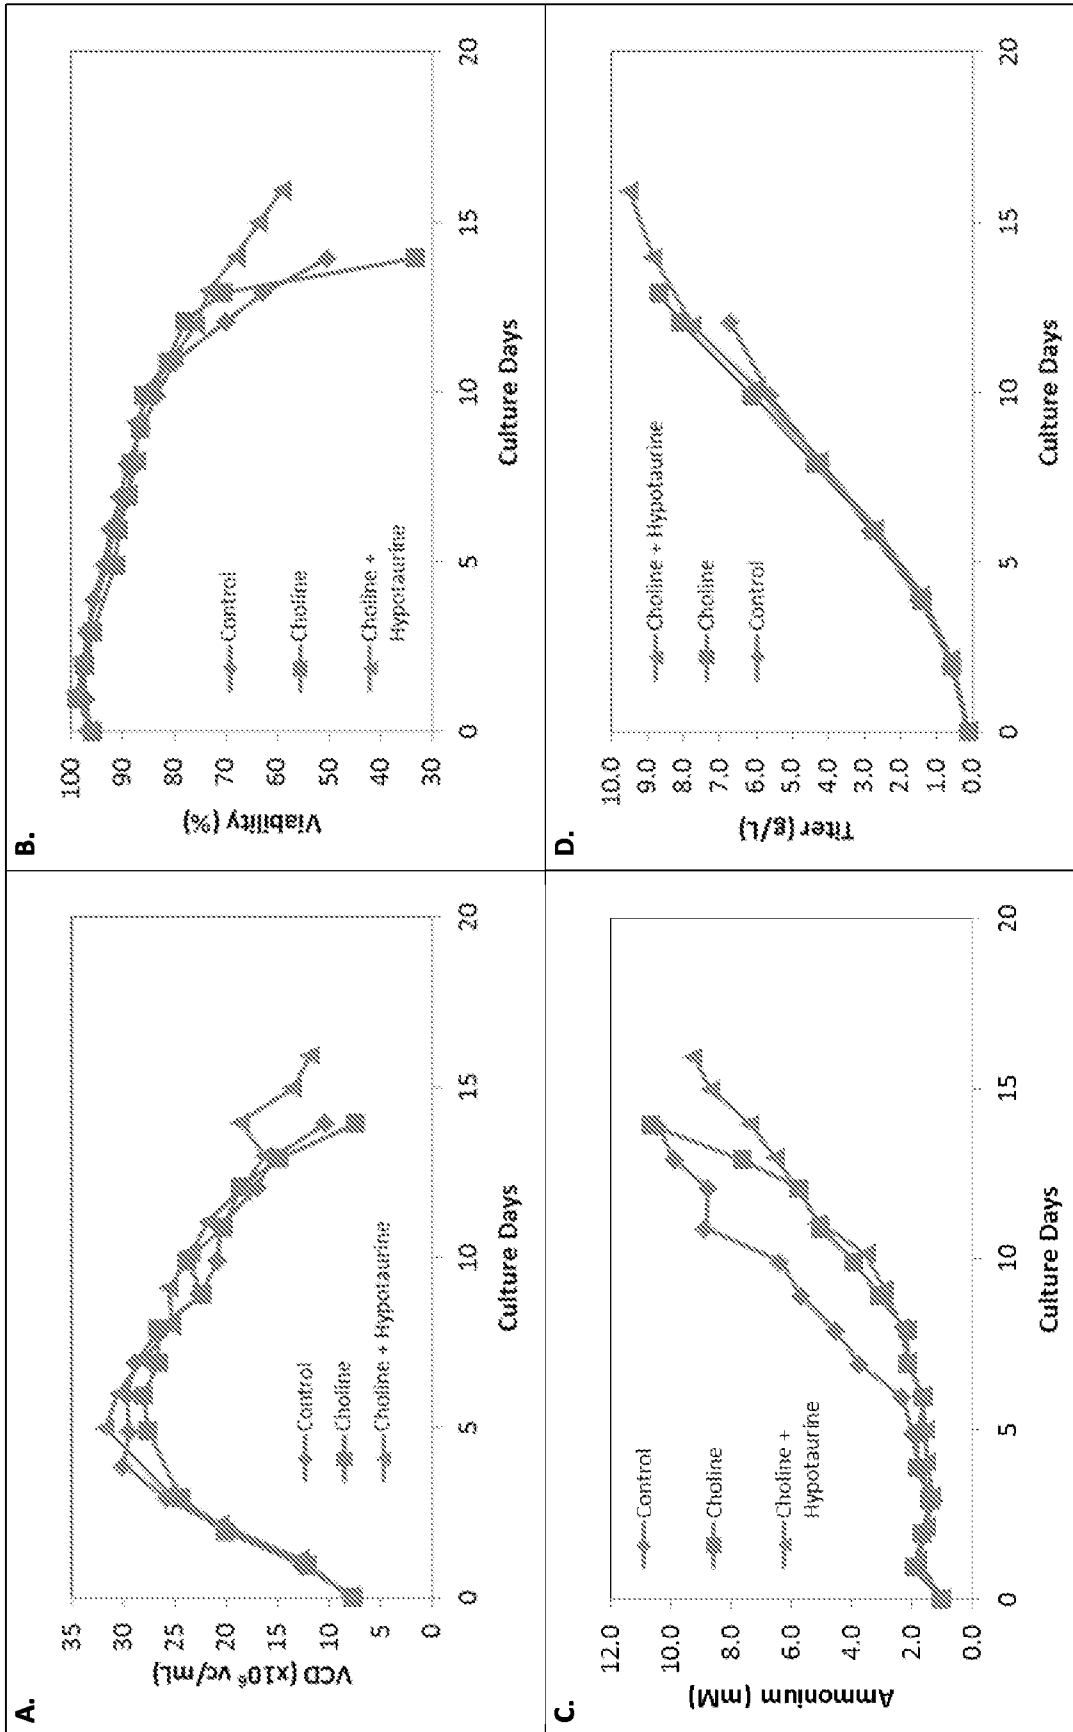 A.
35
30
25
20
15
10
5
0
VCD (x10⁶ vc/mL)
Control
Choline
Choline + Hypotaurine
0 5 10 15 20
Culture Days
B.
100
90
80
70
60
50
40
30
Viability (%)
Control
Choline
Choline +
Hypotaurine
0 5 10 15 20
Culture Days
C.
12.0
10.0
8.0
6.0
4.0
2.0
0.0
Ammonium (mM)
Control
Choline
Choline +
Hypotaurine
0 5 10 15 20
Culture Days
D.
10.0
9.0
8.0
7.0
6.0
5.0
4.0
3.0
2.0
1.0
0.0
Titer (g/L)
Choline + Hypotaurine
Choline
Control
0 5 10 15 20
Culture Days